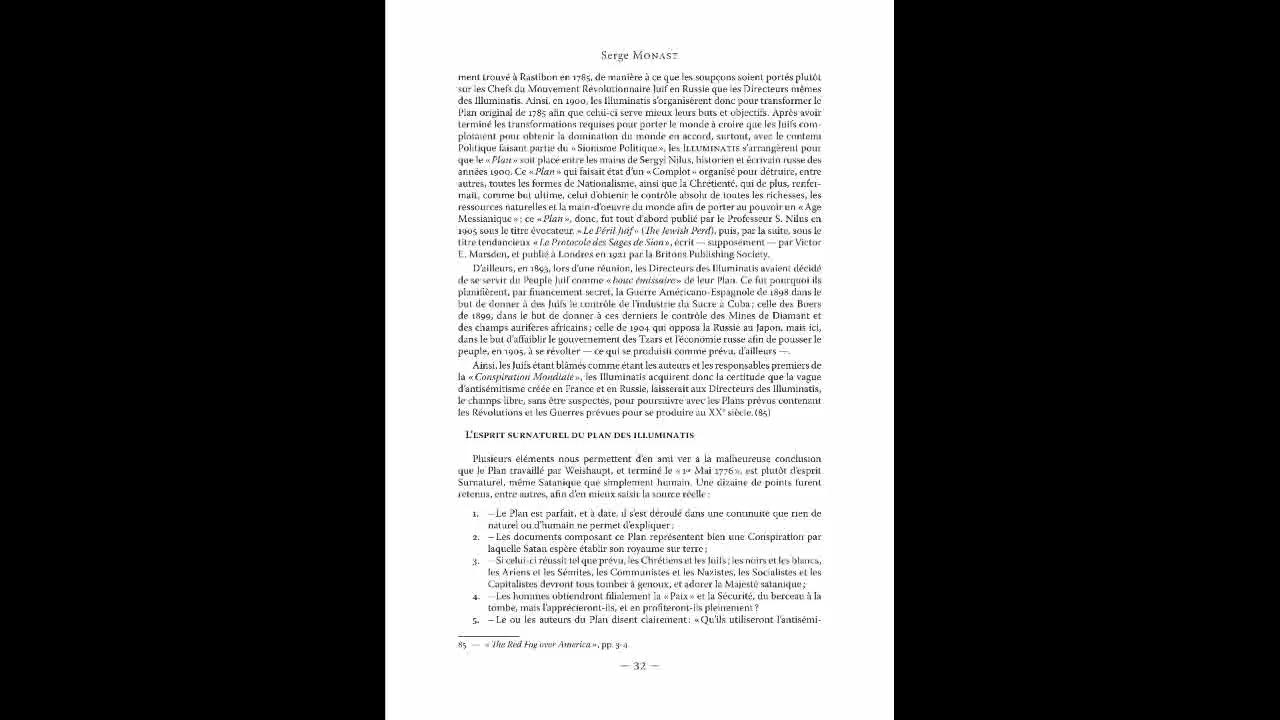 Serge Monast
ment trouvé à Rastibon en 1785, de manière à ce que les soupçons soient portés plutôt
sur les Chefs du Mouvement Révolutionnaire Juif en Russie que les Directeurs mêmes
des Illuminatis. Ainsi, en 1900, les Illuminatis s'organisèrent donc pour transformer le
Plan original de 1785 afin que celui-ci serve mieux leurs buts et objectifs. Après avoir
terminé les transformations requises pour porter le monde à croire que les Juifs com-
plotaient pour obtenir la domination du monde en accord, surtout, avec le contenu
Politique faisant partie du « Sionisme Politique », les Illuminatis s'arrangèrent pour
que le « Plan » soit placé entre les mains de Sergyi Nilus, historien et écrivain russe des
années 1900. Ce « Plan » qui faisait état d'un « Complot » organisé pour détruire, entre
autres, toutes les formes de Nationalisme, ainsi que la Chrétienté, qui de plus, renfer-
mait, comme but ultime, celui d'obtenir le contrôle absolu de toutes les richesses, les
ressources naturelles et la main-d'oeuvre du monde afin de porter au pouvoir un « Âge
Messianique » ; ce « Plan », donc, fut tout d'abord publié par le Professeur S. Nilus en
1905 sous le titre évocateur, « Le Péril Juif » (The Jewish Perd), puis, par la suite, sous le
titre tendancieux « Le Protocole des Sages de Sion », écrit — supposément — par Victor
E. Marsden, et publié à Londres en 1921 par la Britons Publishing Society.
D'ailleurs, en 1893, lors d'une réunion, les Directeurs des Illuminatis avaient décidé
de se servir du Peuple Juif comme « bouc émissaire » de leur Plan. Ce fut pourquoi ils
planifièrent, par financement secret, la Guerre Américano-Espagnole de 1898 dans le
but de donner à des Juifs le contrôle de l'industrie du Sucre à Cuba ; celle des Boers
de 1899, dans le but de donner à ces derniers le contrôle des Mines de Diamant et
des champs aurifères africains ; celle de 1904 qui opposa la Russie au Japon, mais ici,
dans le but d'affaiblir le gouvernement des Tzars et l'économie russe afin de pousser le
peuple, en 1905, à se révolter — ce qui se produisit comme prévu, d'ailleurs —.
Ainsi, les Juifs étant blâmés comme étant les auteurs et les responsables premiers de
la « Conspiration Mondiale », les Illuminatis acquirent donc la certitude que la vague
d'antisémitisme créée en France et en Russie, laisserait aux Directeurs des Illuminatis,
le champs libre, sans être suspectés, pour poursuivre avec les Plans prévus contenant
les Révolutions et les Guerres prévues pour se produire au XXe siècle. (85)
L'esprit surnaturel du plan des Illuminatis
Plusieurs éléments nous permettent d'en ami ver à la malheureuse conclusion
que le Plan travaillé par Weishaupt, et terminé le « 1er Mai 1776 », est plutôt d'esprit
Surnaturel, même Satanique que simplement humain. Une dizaine de points furent
retenus, entre autres, afin d'en mieux saisir la source réelle :
1. —Le Plan est parfait, et à date, il s'est déroulé dans une continuité que rien de
naturel ou d'humain ne permet d'expliquer ;
2. —Les documents composant ce Plan représentent bien une Conspiration par
laquelle Satan espère établir son royaume sur terre ;
3. —Si celui-ci réussit tel que prévu, les Chrétiens et les Juifs ; les noirs et les blancs,
les Ariens et les Sémites, les Communistes et les Nazistes, les Socialistes et les
Capitalistes devront tous tomber à genoux, et adorer la Majesté satanique ;
4. —Les hommes obtiendront filialement la « Paix » et la Sécurité, du berceau à la
tombe, mais l'apprécieront-ils, et en profiteront-ils pleinement ?
5. —Le ou les auteurs du Plan disent clairement : « Qu'ils utiliseront l'antisémi-
85 — « The Red Fog over America », pp. 3-4
— 32 —